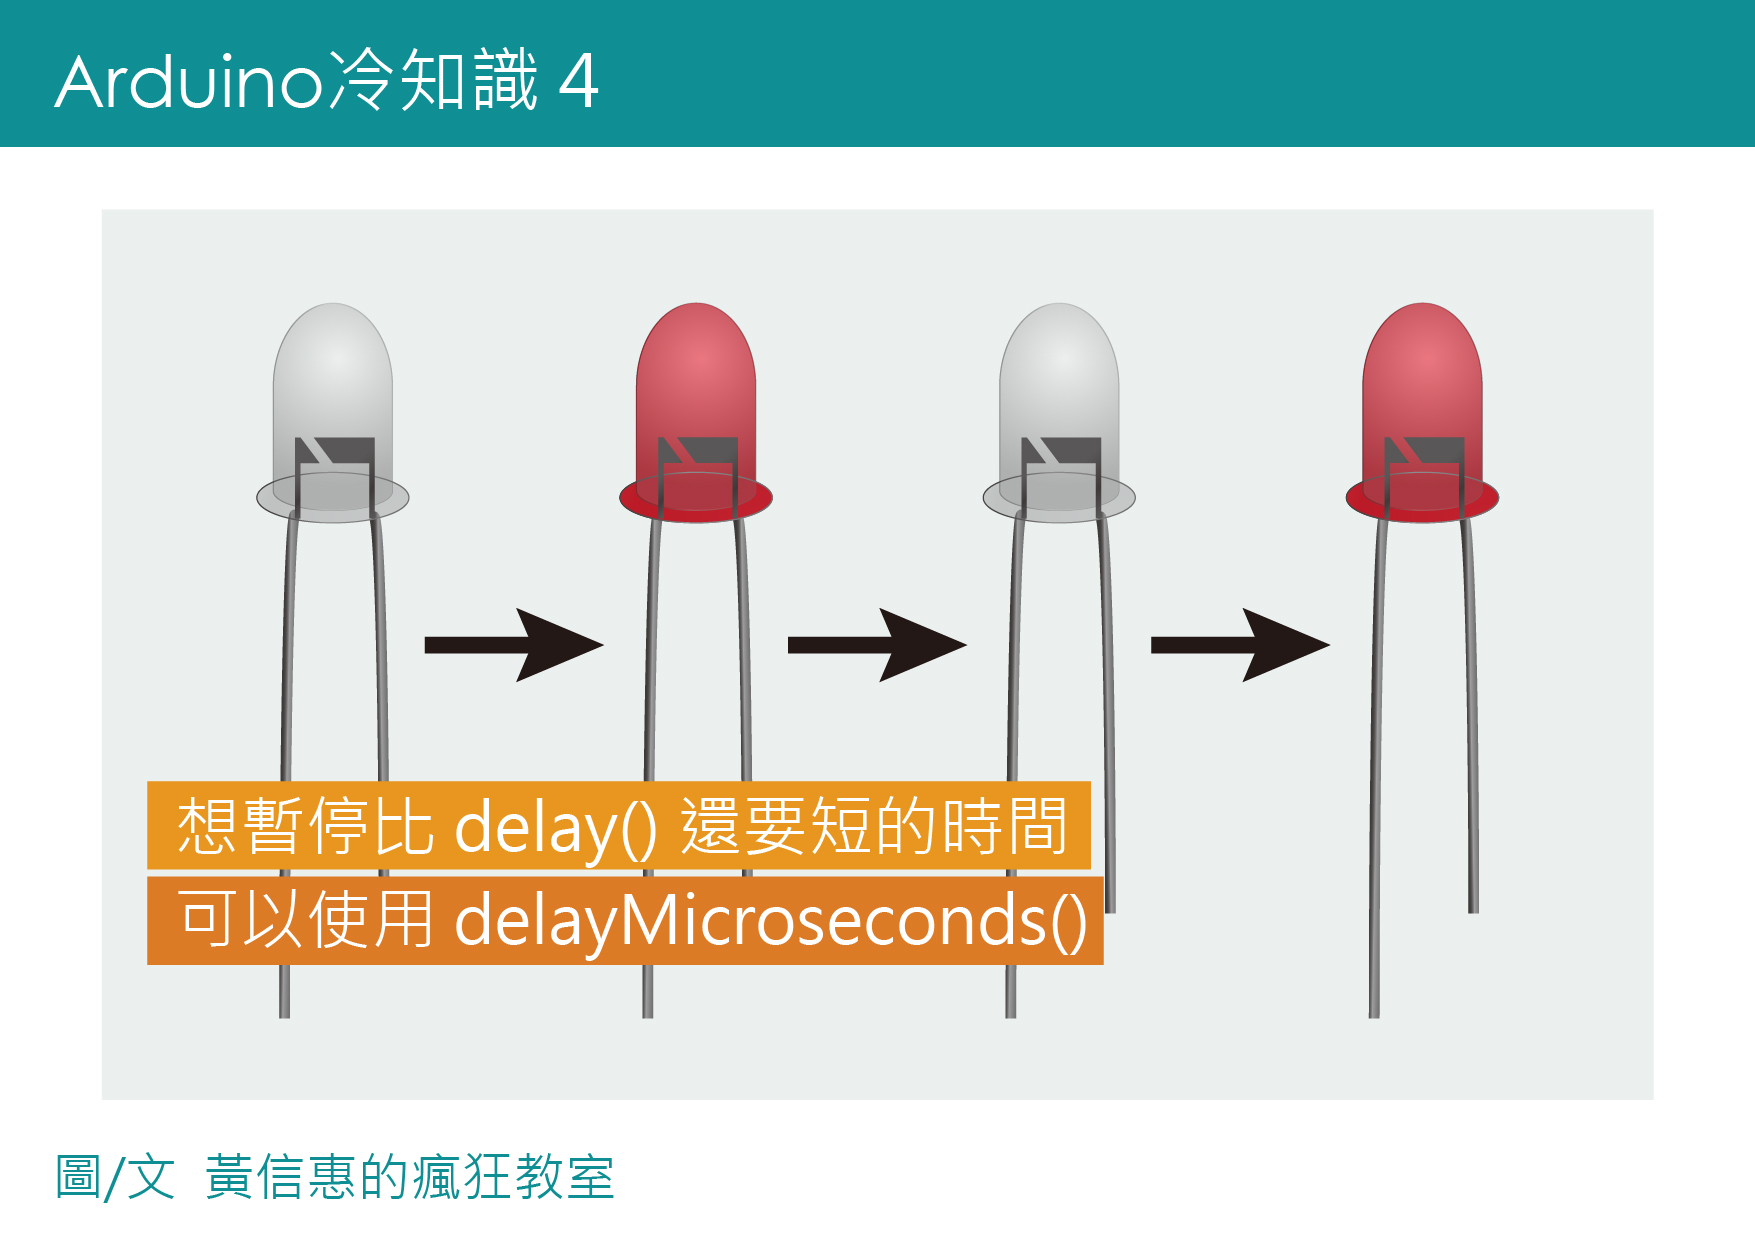 Arduino冷知識 4
想暫停比 delay() 還要短的時間
可以使用 delayMicroseconds()
圖/文 黃信惠的瘋狂教室